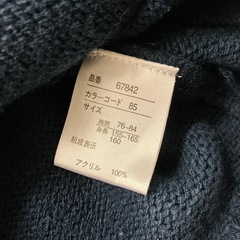 品番 67842
カラーコード 85
サイズ
胸囲 76-84
身長 155-165
160
組成表示
アクリル 100%